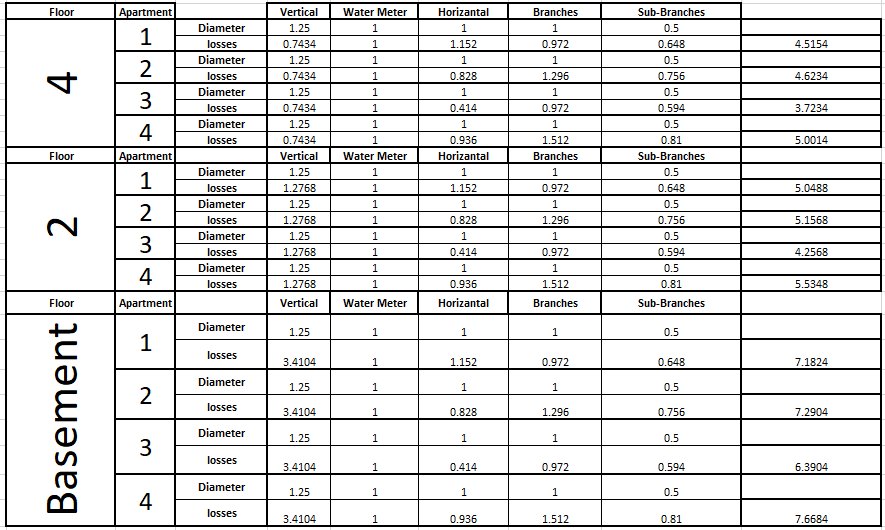 Floor Apartment Vertical Water Meter Horizantal Branches Sub-Branches
4 1 Diameter 1.25 1 1 1 0.5
losses 0.7434 1 1.152 0.972 0.648 4.5154
2 Diameter 1.25 1 1 1 0.5
losses 0.7434 1 0.828 1.296 0.756 4.6234
3 Diameter 1.25 1 1 1 0.5
losses 0.7434 1 0.414 0.972 0.594 3.7234
4 Diameter 1.25 1 1 1 0.5
losses 0.7434 1 0.936 1.512 0.81 5.0014
Floor Apartment Vertical Water Meter Horizantal Branches Sub-Branches
2 1 Diameter 1.25 1 1 1 0.5
losses 1.2768 1 1.152 0.972 0.648 5.0488
2 Diameter 1.25 1 1 1 0.5
losses 1.2768 1 0.828 1.296 0.756 5.1568
3 Diameter 1.25 1 1 1 0.5
losses 1.2768 1 0.414 0.972 0.594 4.2568
4 Diameter 1.25 1 1 1 0.5
losses 1.2768 1 0.936 1.512 0.81 5.5348
Floor Apartment Vertical Water Meter Horizantal Branches Sub-Branches
Basement 1 Diameter 1.25 1 1 1 0.5
losses 3.4104 1 1.152 0.972 0.648 7.1824
2 Diameter 1.25 1 1 1 0.5
losses 3.4104 1 0.828 1.296 0.756 7.2904
3 Diameter 1.25 1 1 1 0.5
losses 3.4104 1 0.414 0.972 0.594 6.3904
4 Diameter 1.25 1 1 1 0.5
losses 3.4104 1 0.936 1.512 0.81 7.6684